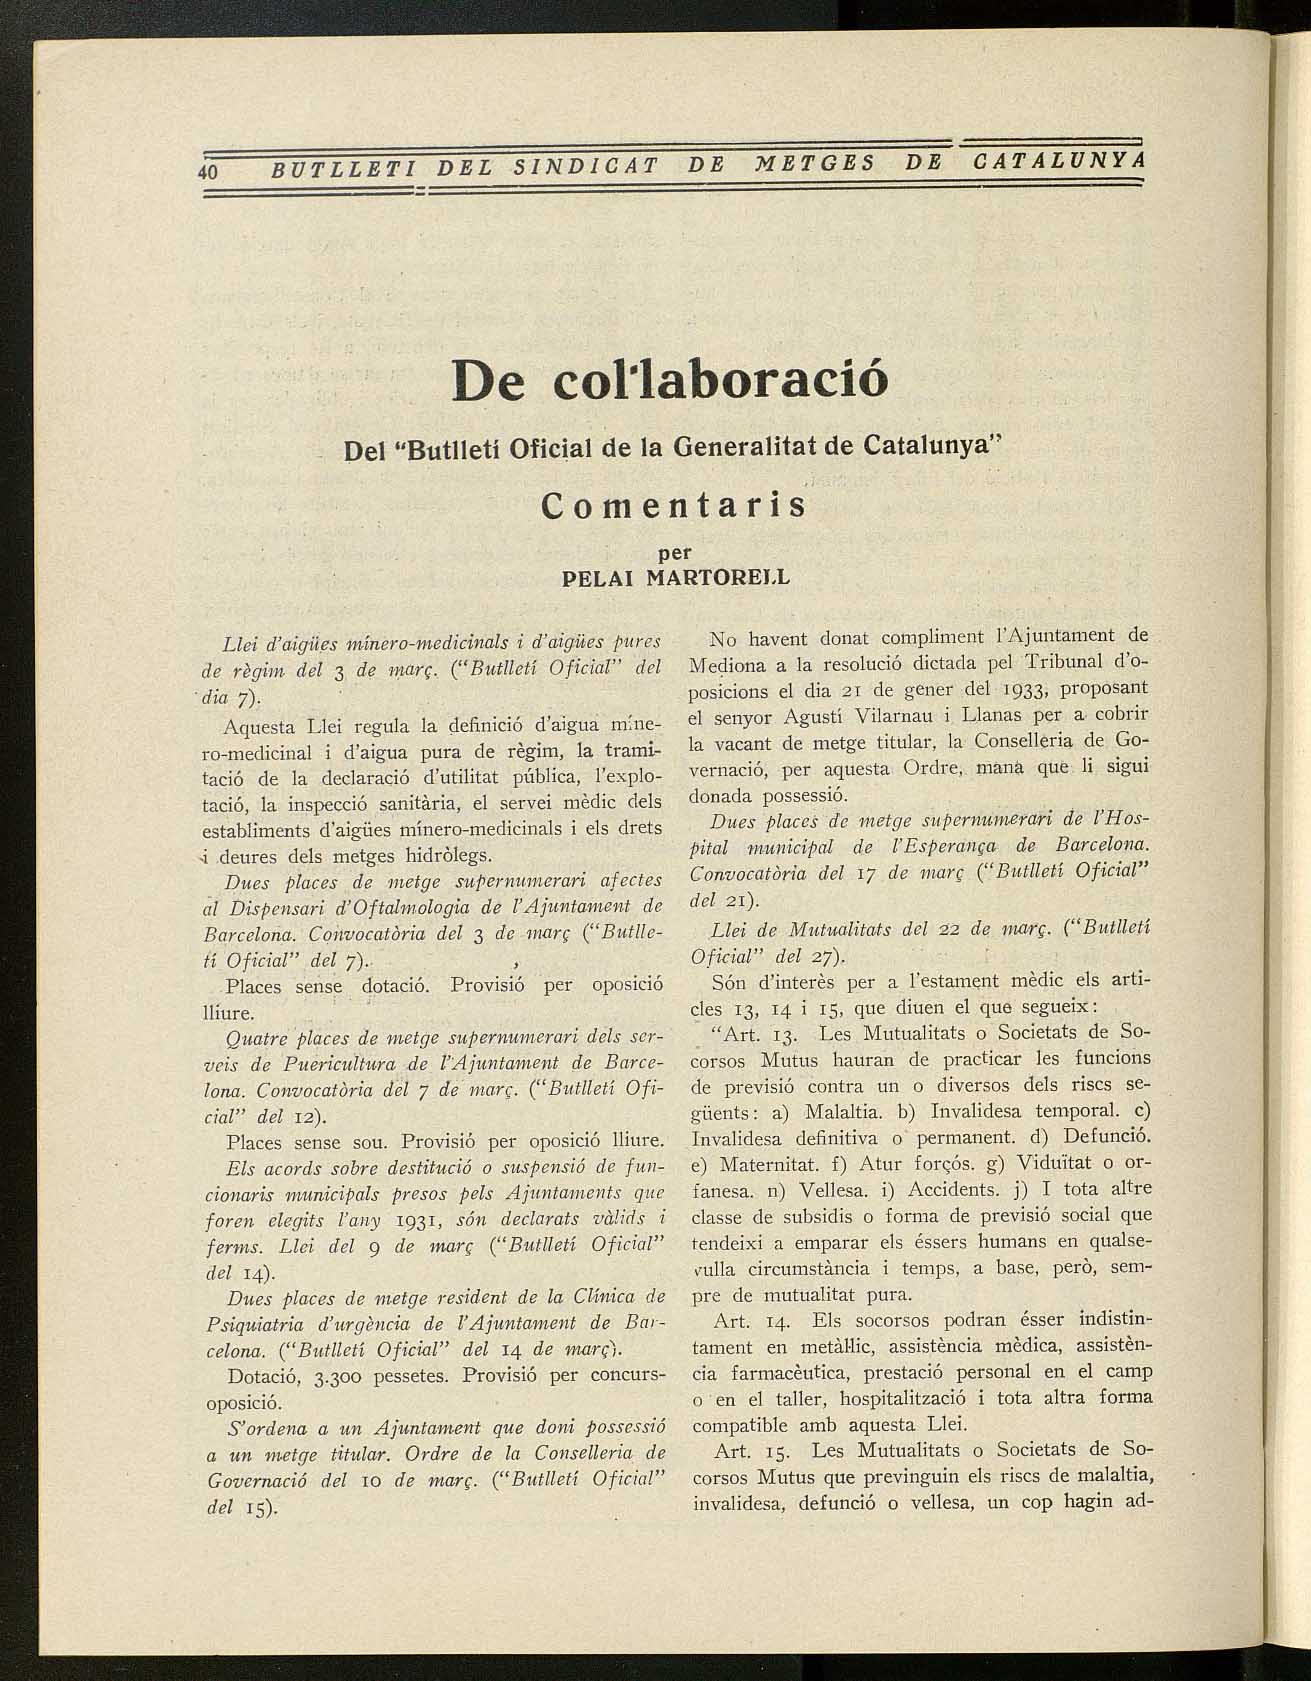 40 BUTLLETI DEL SINDICAT DE METGES DE CATALUNYA
De col·laboració
Del “Butlletí Oficial de la Generalitat de Catalunya”
Comentaris
per
PELAI MARTORELL
Llei d’aigües mínero-medicinals i d’aigües pures
de règim del 3 de març. (“Butlletí Oficial” del
dia 7).
Aquesta Llei regula la definició d’aigua míne-
ro-medicinal i d’aigua pura de règim, la trami-
tació de la declaració d’utilitat pública, l’explo-
tació, la inspecció sanitària, el servei mèdic dels
establiments d’aigües mínero-medicinals i els drets
i deures dels metges hidròlegs.
Dues places de metge supernumerari afectes
al Dispensari d’Oftalmologia de l’Ajuntament de
Barcelona. Convocatòria del 3 de març (“Butlle-
tí Oficial” del 7).
Places sense dotació. Provisió per oposició
lliure.
Quatre places de metge supernumerari dels ser-
veis de Puericultura de l’Ajuntament de Barce-
lona. Convocatòria del 7 de març. (“Butlletí Ofi-
cial” del 12).
Places sense sou. Provisió per oposició lliure.
Els acords sobre destitució o suspensió de fun-
cionaris municipals presos pels Ajuntaments que
foren elegits l’any 1931, són declarats vàlids i
ferms. Llei del 9 de març (“Butlletí Oficial”
del 14).
Dues places de metge resident de la Clínica de
Psiquiatria d’urgència de l’Ajuntament de Bar-
celona. (“Butlletí Oficial” del 14 de març).
Dotació, 3.300 pessetes. Provisió per concurs-
oposició.
S’ordena a un Ajuntament que doni possessió
a un metge titular. Ordre de la Conselleria de
Governació del 10 de març. (“Butlletí Oficial”
del 15).
No havent donat compliment l’Ajuntament de
Mediona a la resolució dictada pel Tribunal d’o-
posicions el dia 21 de gener del 1933, proposant
el senyor Agustí Vilarnau i Llanas per a cobrir
la vacant de metge titular, la Conselleria de Go-
vernació, per aquesta Ordre, mana que li sigui
donada possessió.
Dues places de metge supernumerari de l’Hos-
pital municipal de l’Esperança de Barcelona.
Convocatòria del 17 de març (“Butlletí Oficial”
del 21).
Llei de Mutualitats del 22 de març. (“Butlletí
Oficial” del 27).
Són d’interès per a l’estament mèdic els arti-
cles 13, 14 i 15, que diuen el que segueix:
“Art. 13. Les Mutualitats o Societats de So-
corsos Mutus hauran de practicar les funcions
de previsió contra un o diversos dels riscs se-
güents: a) Malaltia. b) Invalidesa temporal. c)
Invalidesa definitiva o permanent. d) Defunció.
e) Maternitat. f) Atur forçós. g) Viduïtat o or-
fanesa. n) Vellesa. i) Accidents. j) I tota altre
classe de subsidis o forma de previsió social que
tendeixi a emparar els éssers humans en qualse-
vulla circumstància i temps, a base, però, sem-
pre de mutualitat pura.
Art. 14. Els socorsos podran ésser indistin-
tament en metàl·lic, assistència mèdica, assistèn-
cia farmacèutica, prestació personal en el camp
o en el taller, hospitalització i tota altra forma
compatible amb aquesta Llei.
Art. 15. Les Mutualitats o Societats de So-
corsos Mutus que previnguin els riscs de malaltia,
invalidesa, defunció o vellesa, un cop hagin ad-